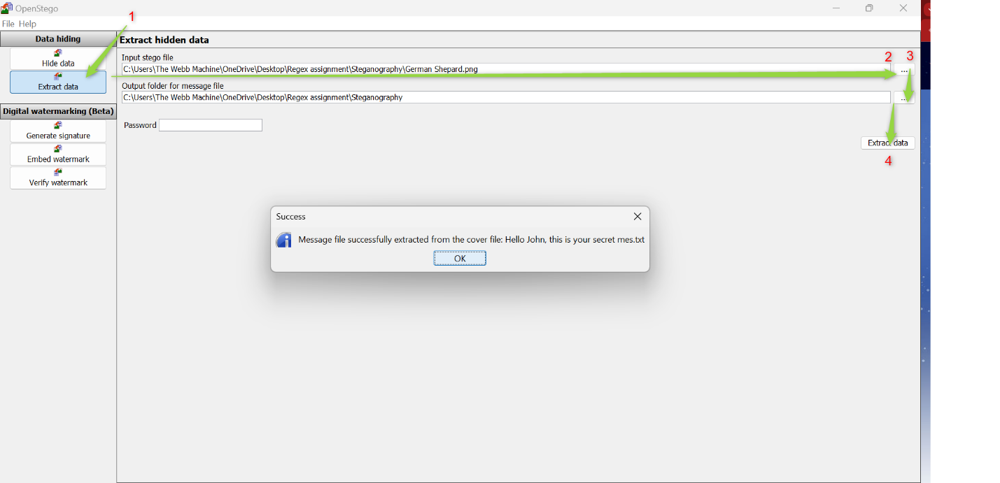 OpenStego
1
File Help
Data hiding
Extract hidden data
Hide data
Input stego file
2 3
C:\Users\The Webb Machine\OneDrive\Desktop\Regex assignment\Steganography\German Shepard.png
...
Extract data
Output folder for message file
C:\Users\The Webb Machine\OneDrive\Desktop\Regex assignment\Steganography
...
Digital watermarking (Beta)
Password
Generate signature
Extract data
Embed watermark
4
Verify watermark
Success
Message file successfully extracted from the cover file: Hello John, this is your secret mes.txt
OK